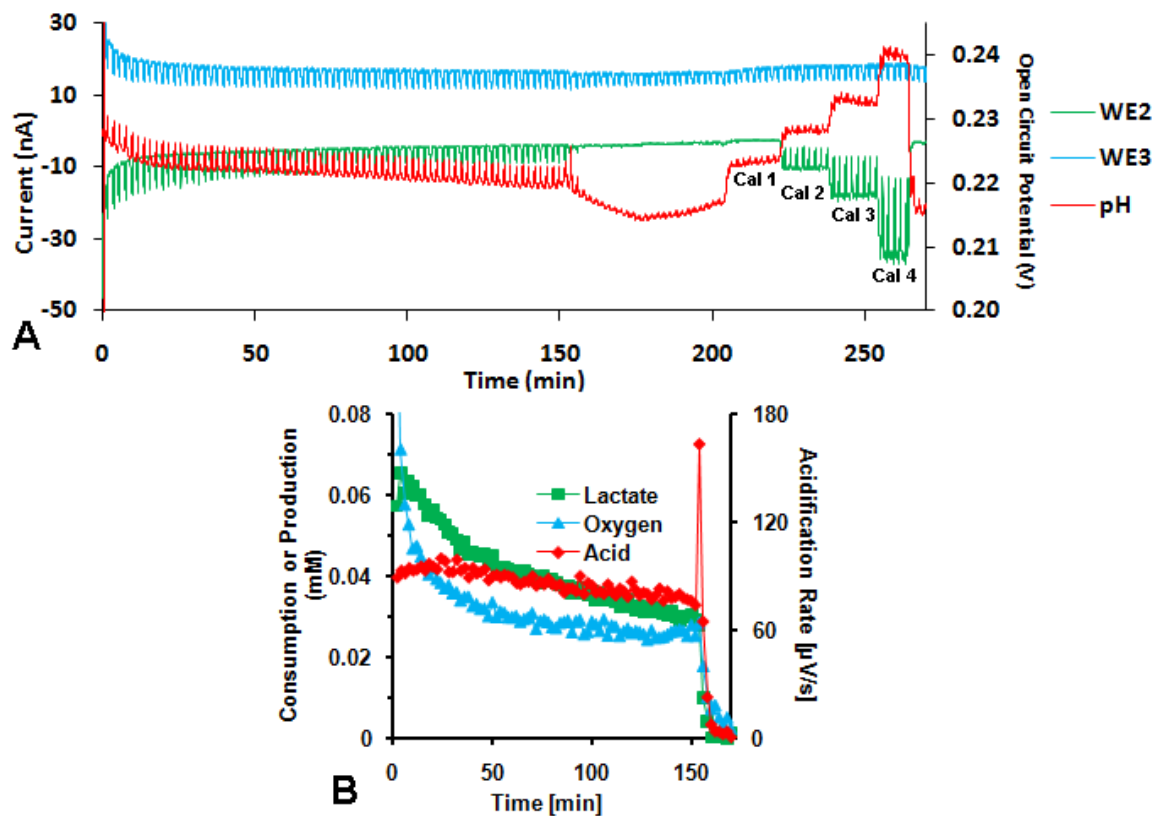 30
10
-10
-30
-50
Current (nA)
0.24
0.23
0.22
0.21
0.20
Open Circuit Potential (V)
WE2
WE3
pH
Cal 1
Cal 2
Cal 3
Cal 4
0 50 100 150 200 250
Time (min)
A
0.08
0.06
0.04
0.02
0
Consumption or Production
(mM)
180
120
60
0
Acidification Rate [µV/s]
Lactate
Oxygen
Acid
0 50 100 150
Time [min]
B